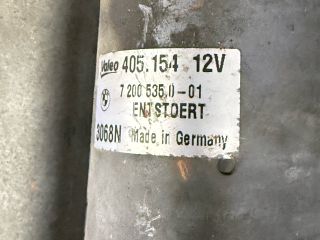 Valeo 405.154 12V
7 200 535.0-01
ENTSTOERT
3068N Made in Germany